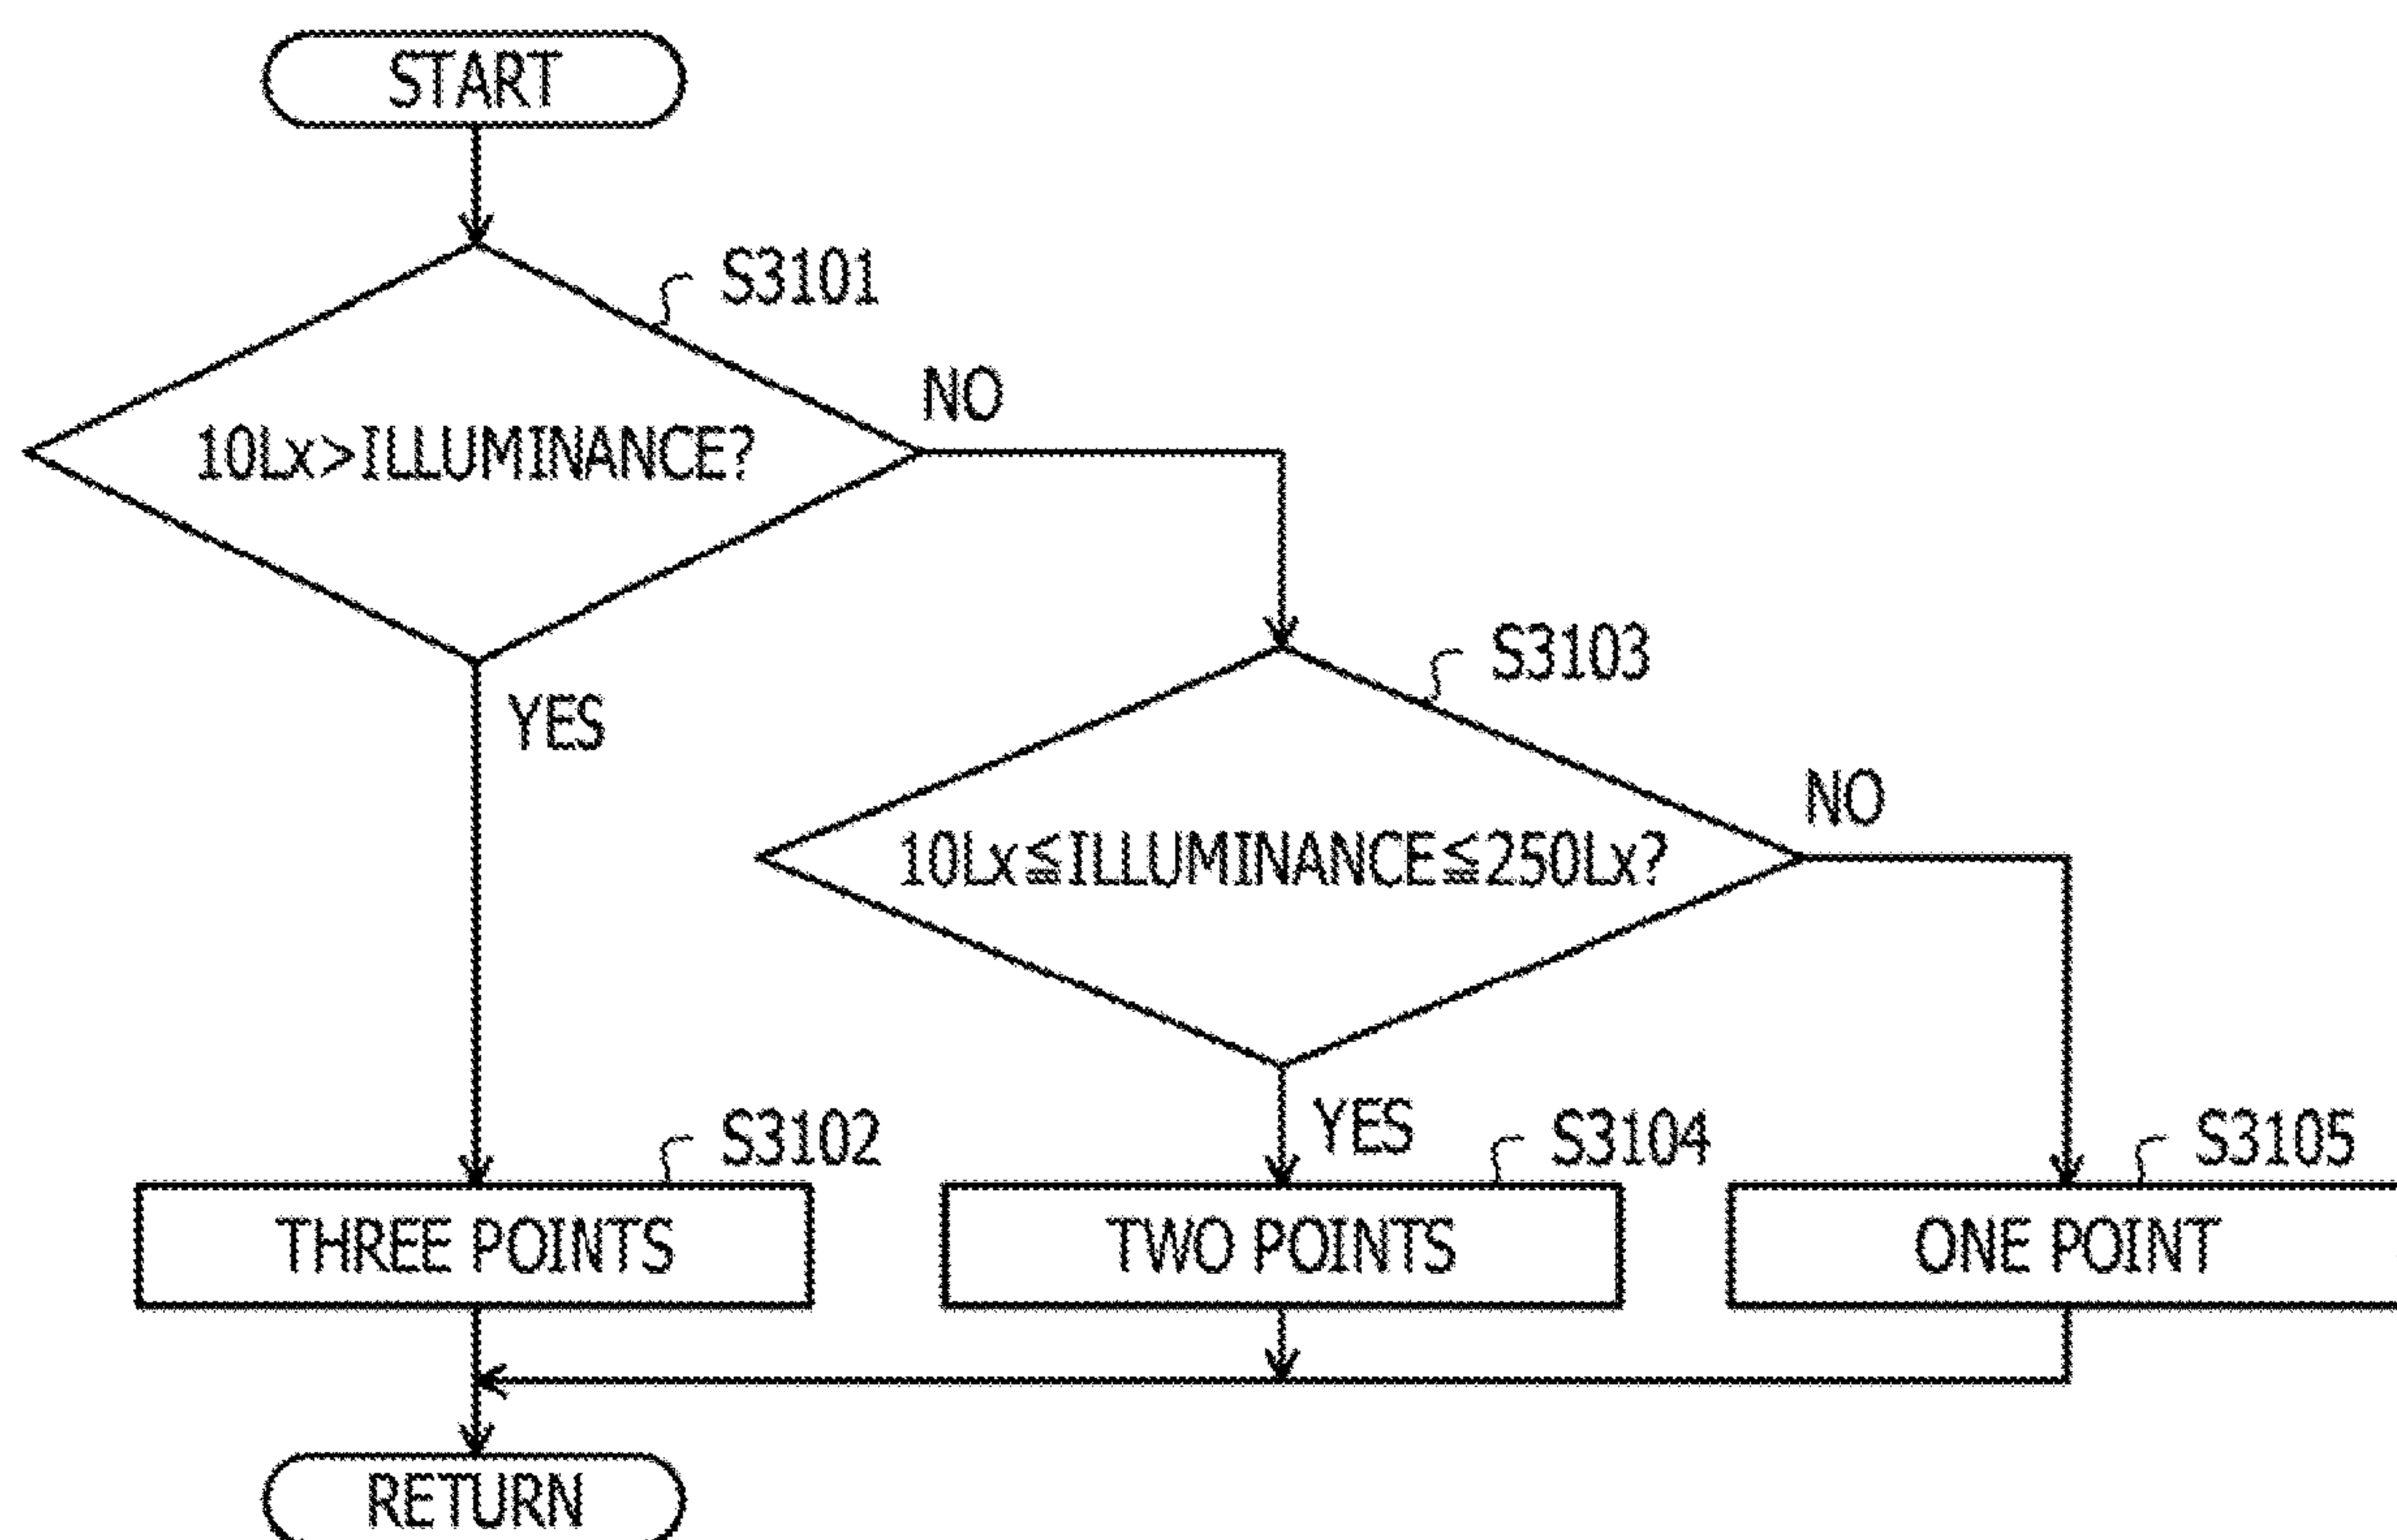 START
S3101
10Lx>ILLUMINANCE?
NO
YES
S3103
10Lx≦ILLUMINANCE≦250Lx?
NO
YES
S3102
S3104
S3105
THREE POINTS
TWO POINTS
ONE POINT
RETURN